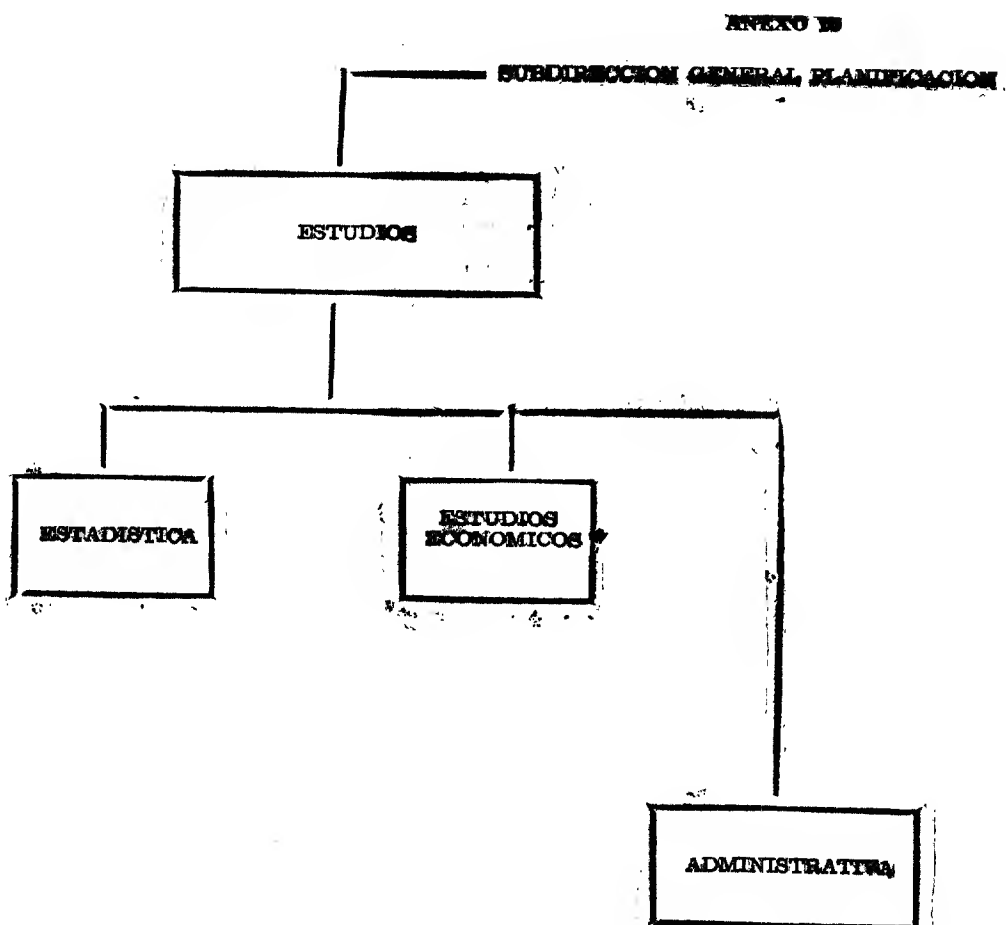 ANEXO
SUBDIRECCION GENERAL PLANIFICACION
ESTUDIOS
ESTADISTICA
ESTUDIOS
ECONOMICOS
ADMINISTRATIVA